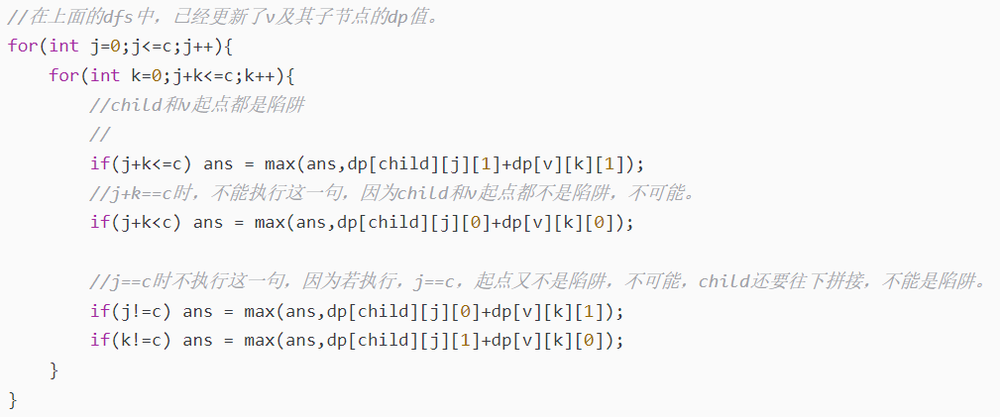 //在上面的dfs中，已经更新了v及其子节点的dp值。
for(int j=0;j<=c;j++){
    for(int k=0;j+k<=c;k++){
        //child和v起点都是陷阱
        //
        if(j+k<=c) ans = max(ans,dp[child][j][1]+dp[v][k][1]);
        //j+k==c时，不能执行这一句，因为child和v起点都不是陷阱，不可能。
        if(j+k<c) ans = max(ans,dp[child][j][0]+dp[v][k][0]);

        //j==c时不执行这一句，因为若执行，j==c，起点又不是陷阱，不可能，child还要往下拼接，不能是陷阱。
        if(j!=c) ans = max(ans,dp[child][j][0]+dp[v][k][1]);
        if(k!=c) ans = max(ans,dp[child][j][1]+dp[v][k][0]);
    }
}